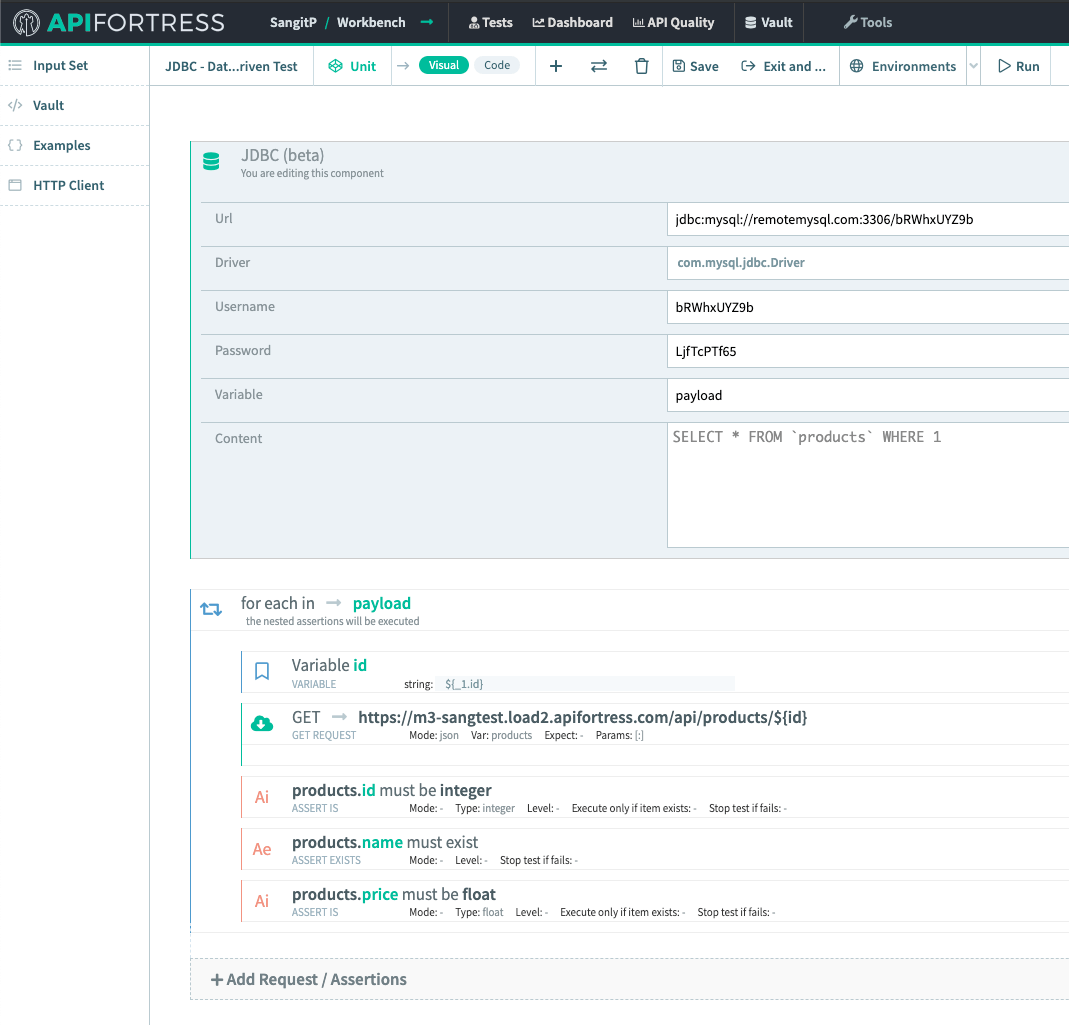 APIFORTRESS SangitP / Workbench → Tests Dashboard API Quality Vault Tools
Input Set
Vault
Examples
HTTP Client
JDBC - Dat...riven Test Unit → Visual Code + Save Exit and ... Environments Run
JDBC (beta)
You are editing this component
Url jdbc:mysql://remotemysql.com:3306/bRWhxUYZ9b
Driver com.mysql.jdbc.Driver
Username bRWhxUYZ9b
Password LjfTcPTf65
Variable payload
Content SELECT * FROM `products` WHERE 1
for each in → payload
the nested assertions will be executed
Variable id
VARIABLE string: ${_1.id}
GET → https://m3-sangtest.load2.apifortress.com/api/products/${id}
GET REQUEST Mode: json Var: products Expect: - Params: [:]
Ai products.id must be integer
ASSERT IS Mode: - Type: integer Level: - Execute only if item exists: - Stop test if fails: -
Ae products.name must exist
ASSERT EXISTS Mode: - Level: - Stop test if fails: -
Ai products.price must be float
ASSERT IS Mode: - Type: float Level: - Execute only if item exists: - Stop test if fails: -
+ Add Request / Assertions